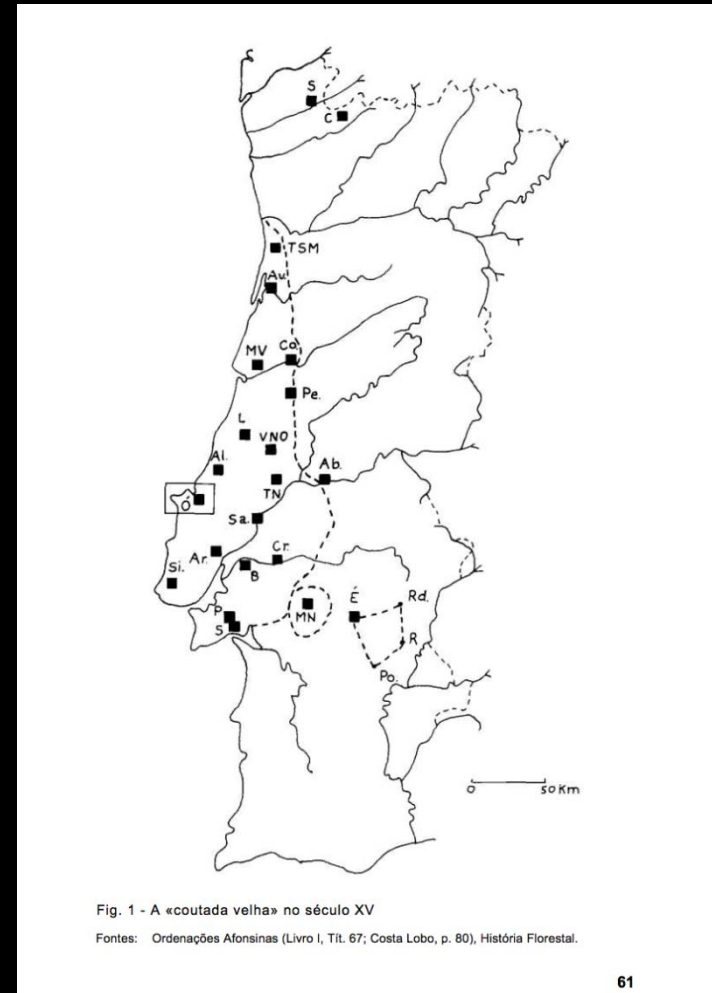 S
C
TSM
Au.
MV
Co.
Pe.
L
VNO
Al.
Ab.
TN
Ó
Sa.
Cr.
Ar.
B
Si.
P
S
MN
É
Rd.
R
Po.
0 50 Km
Fig. 1 - A «coutada velha» no século XV
Fontes: Ordenações Afonsinas (Livro I, Tít. 67; Costa Lobo, p. 80), História Florestal.
61